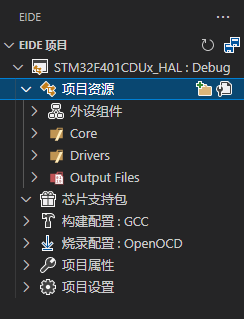 EIDE
EIDE 项目
STM32F401CDUx_HAL : Debug
项目资源
外设组件
Core
Drivers
Output Files
芯片支持包
构建配置 : GCC
烧录配置 : OpenOCD
项目属性
项目设置